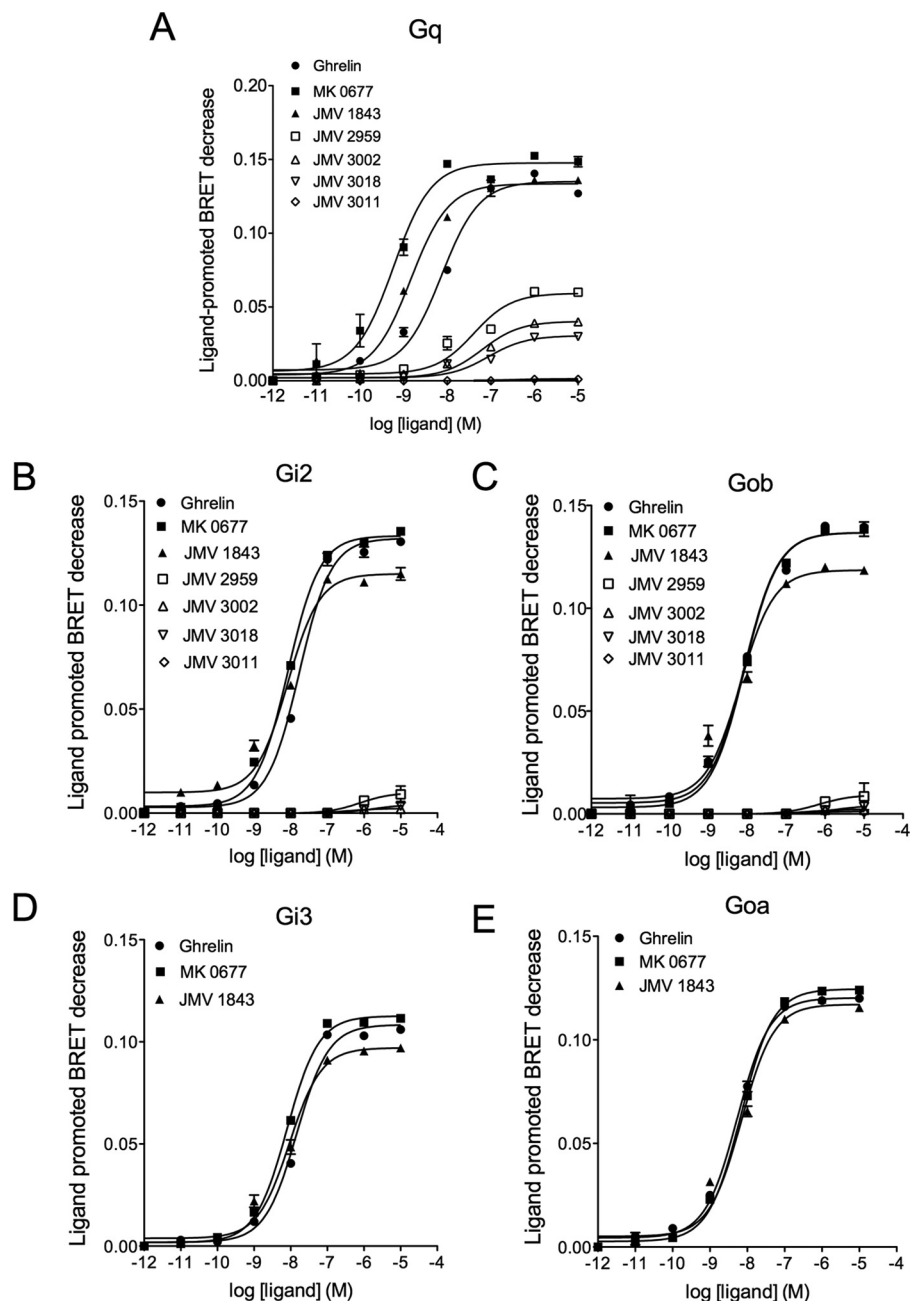 A
Gq
Ghrelin
MK 0677
JMV 1843
JMV 2959
JMV 3002
JMV 3018
JMV 3011
Ligand-promoted BRET decrease
0.20
0.15
0.10
0.05
0.00
-12 -11 -10 -9 -8 -7 -6 -5
log [ligand] (M)
B
Gi2
Ghrelin
MK 0677
JMV 1843
JMV 2959
JMV 3002
JMV 3018
JMV 3011
Ligand promoted BRET decrease
0.15
0.10
0.05
0.00
-12 -11 -10 -9 -8 -7 -6 -5 -4
log [ligand] (M)
C
Gob
Ghrelin
MK 0677
JMV 1843
JMV 2959
JMV 3002
JMV 3018
JMV 3011
Ligand promoted BRET decrease
0.15
0.10
0.05
0.00
-12 -11 -10 -9 -8 -7 -6 -5 -4
log [ligand] (M)
D
Gi3
Ghrelin
MK 0677
JMV 1843
Ligand promoted BRET decrease
0.15
0.10
0.05
0.00
-12 -11 -10 -9 -8 -7 -6 -5 -4
log [ligand] (M)
E
Goa
Ghrelin
MK 0677
JMV 1843
Ligand promoted BRET decrease
0.15
0.10
0.05
0.00
-12 -11 -10 -9 -8 -7 -6 -5 -4
log [ligand] (M)